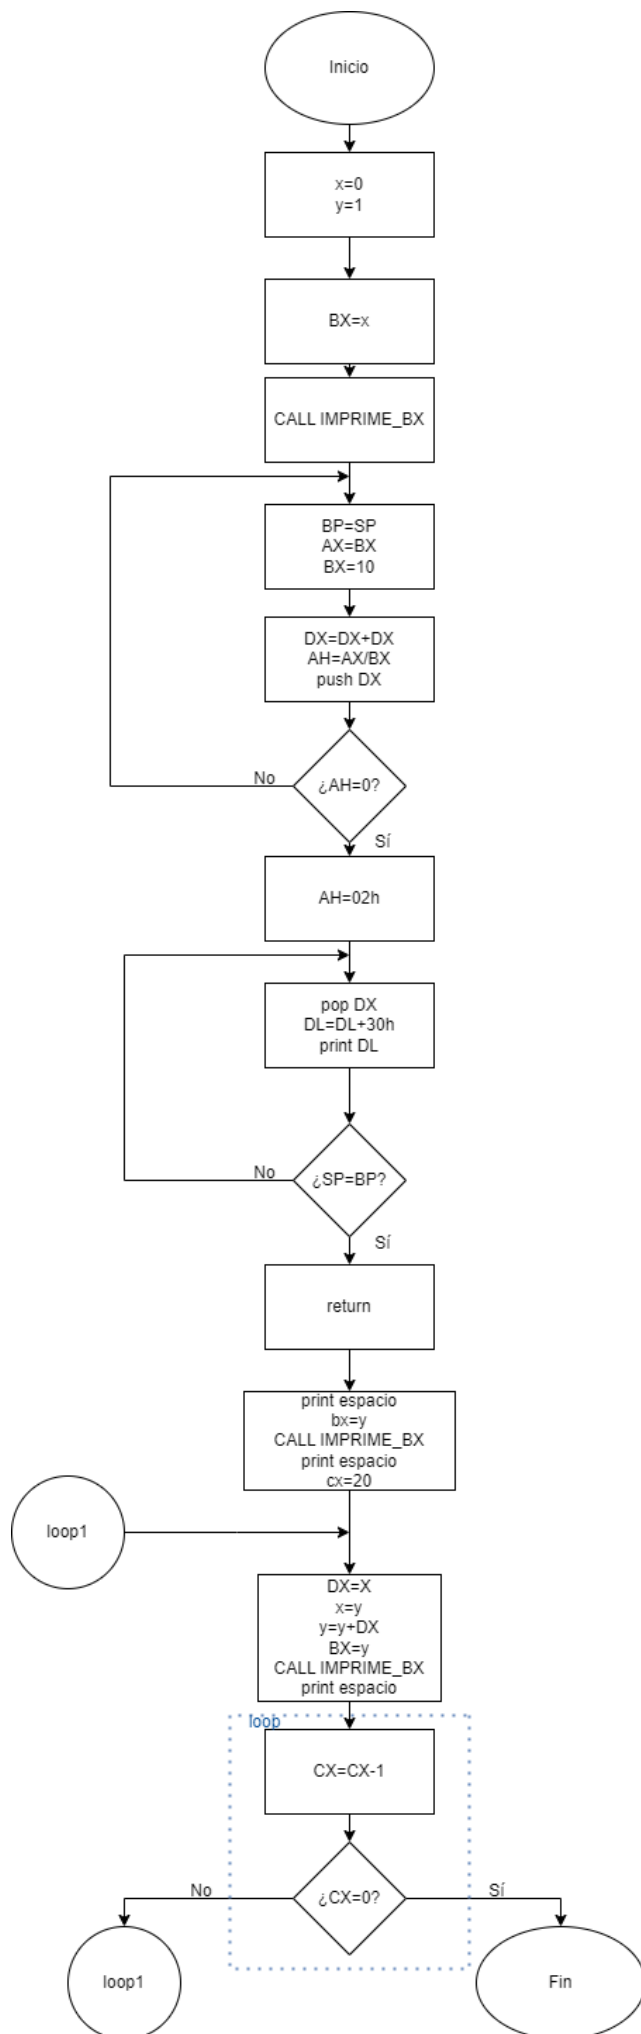 Inicio
x=0
y=1
BX=x
CALL IMPRIME_BX
BP=SP
AX=BX
BX=10
DX=DX+DX
AH=AX/BX
push DX
No
¿AH=0?
Sí
AH=02h
pop DX
DL=DL+30h
print DL
No
¿SP=BP?
Sí
return
print espacio
bx=y
CALL IMPRIME_BX
print espacio
cx=20
loop1
DX=X
x=y
y=y+DX
BX=y
CALL IMPRIME_BX
print espacio
loop
CX=CX-1
No
¿CX=0?
Sí
loop1
Fin